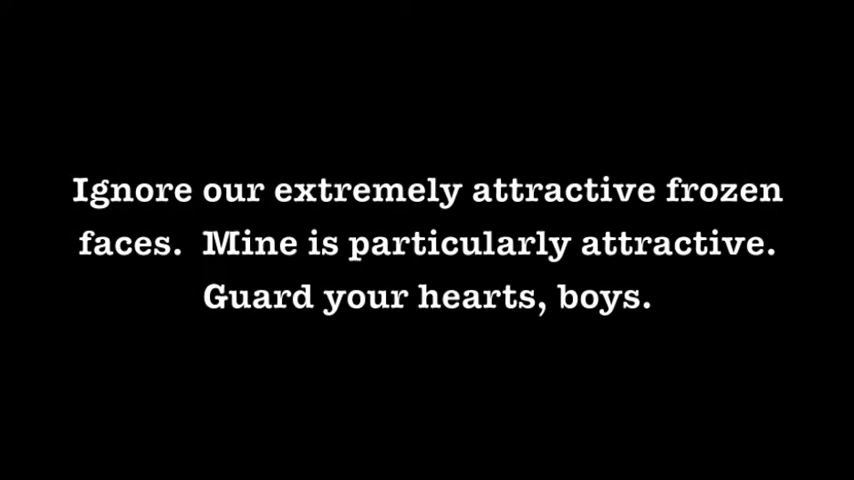 Ignore our extremely attractive frozen
faces.  Mine is particularly attractive.
Guard your hearts, boys.